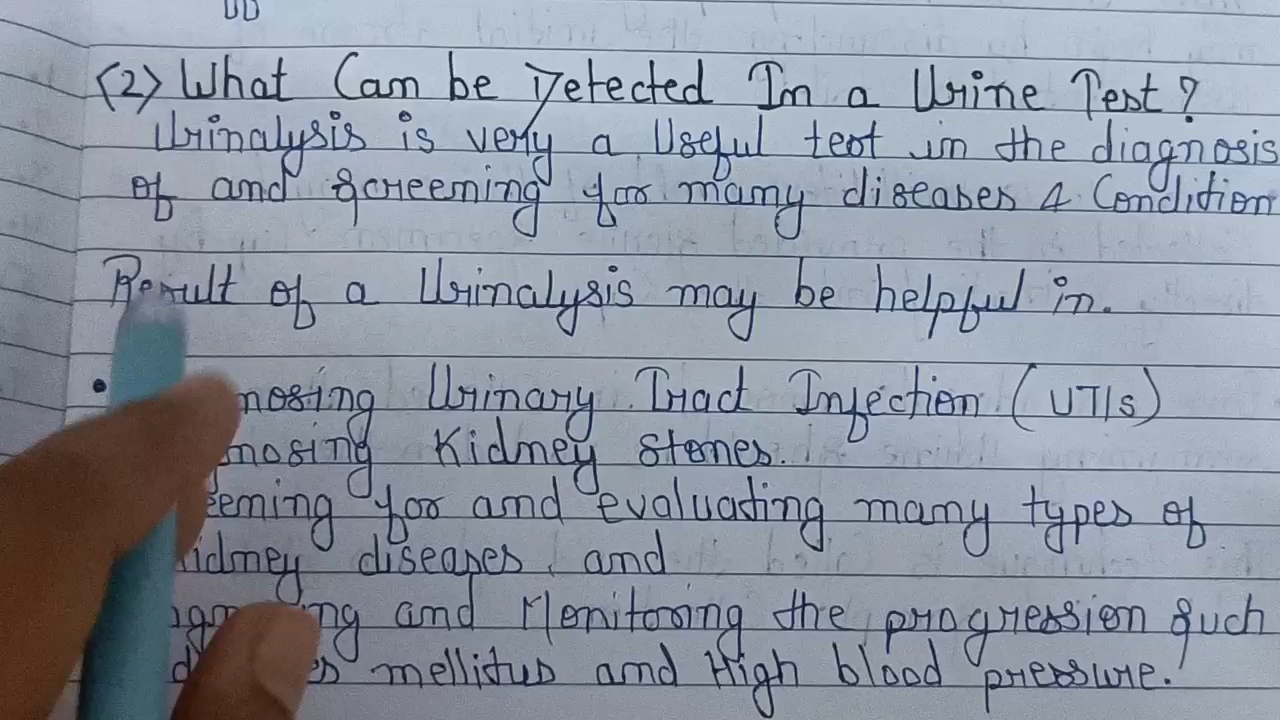 (2) What Can be Detected In a Urine Test?
Urinalysis is very a Useful test in the diagnosis
of and screening for many diseases & Condition
Result of a Urinalysis may be helpful in.
• nosing Urinary Tract Infection (UTIs)
nosing Kidney Stones.
eening for and evaluating many types of
idney diseases, and
ing and Monitoring the progression such
mellitus and High blood pressure.